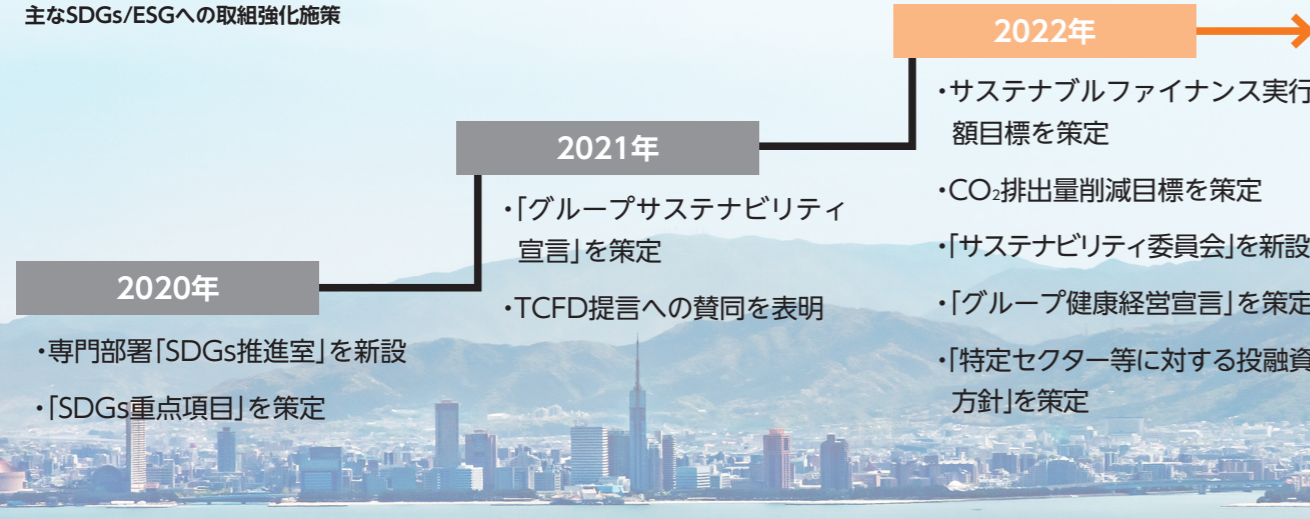 主なSDGs/ESGへの取組強化施策
2020年
・専門部署「SDGs推進室」を新設
・「SDGs重点項目」を策定
2021年
・「グループサステナビリティ
宣言」を策定
・TCFD提言への賛同を表明
2022年
・サステナブルファイナンス実行
額目標を策定
・CO₂排出量削減目標を策定
・「サステナビリティ委員会」を新設
・「グループ健康経営宣言」を策定
・「特定セクター等に対する投融資
方針」を策定